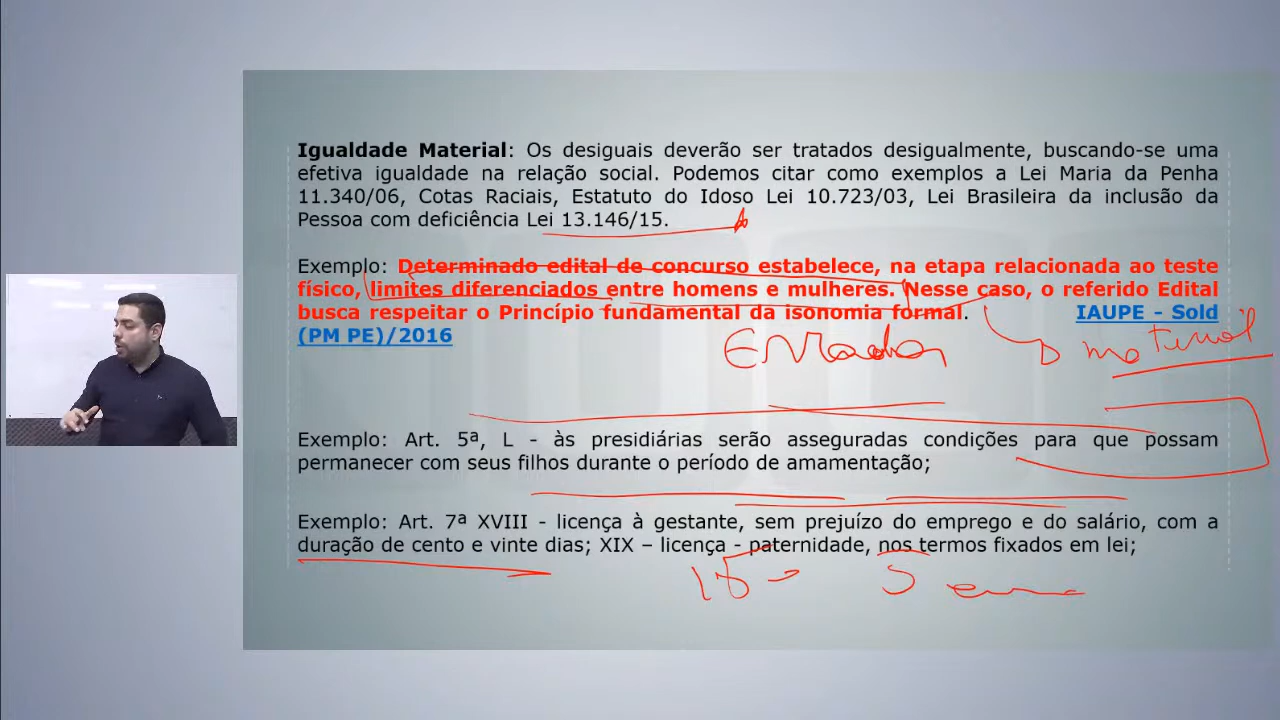 Igualdade Material: Os desiguais deverão ser tratados desigualmente, buscando-se uma
efetiva igualdade na relação social. Podemos citar como exemplos a Lei Maria da Penha
11.340/06, Cotas Raciais, Estatuto do Idoso Lei 10.723/03, Lei Brasileira da inclusão da
Pessoa com deficiência Lei 13.146/15.
Exemplo: Determinado edital de concurso estabelece, na etapa relacionada ao teste
físico, limites diferenciados entre homens e mulheres. Nesse caso, o referido Edital
busca respeitar o Princípio fundamental da isonomia formal. IAUPE - Sold
(PM PE)/2016
material
Exemplo: Art. 5ª, L - às presidiárias serão asseguradas condições para que possam
permanecer com seus filhos durante o período de amamentação;
Exemplo: Art. 7ª XVIII - licença à gestante, sem prejuízo do emprego e do salário, com a
duração de cento e vinte dias; XIX – licença - paternidade, nos termos fixados em lei;